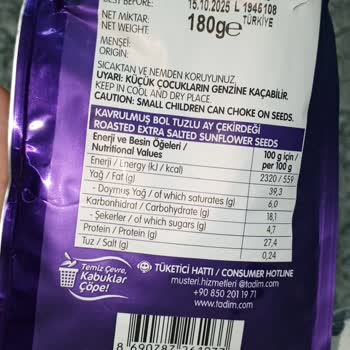 BEST BEFORE: 15.10.2025 L 1945108
NET MİKTAR:
NET WEIGHT: 180g℮ TÜRKİYE
MENŞEİ:
ORIGIN:
SICAKTAN VE NEMDEN KORUYUNUZ.
UYARI: KÜÇÜK ÇOCUKLARIN GENZİNE KAÇABİLİR.
KEEP IN COOL AND DRY PLACE.
CAUTION: SMALL CHILDREN CAN CHOKE ON SEEDS.
KAVRULMUŞ BOL TUZLU AY ÇEKİRDEĞİ
ROASTED EXTRA SALTED SUNFLOWER SEEDS
Enerji ve Besin Öğeleri / 100 g için /
Nutritional Values per 100 g
Enerji / Energy (kJ / kcal) 2320 / 559
Yağ / Fat (g) 39,3
- Doymuş Yağ / of which saturates (g) 6,0
Karbonhidrat / Carbohydrate (g) 18,1
- Şekerler / of which sugars (g) 4,7
Protein / Protein (g) 27,4
Tuz / Salt (g) 0,24
Temiz Çevre,
Kabuklar
Çöpe!
TÜKETİCİ HATTI / CONSUMER HOTLINE
musteri.hizmetleri @tadim.com
+90 850 201 19 71
www.tadim.com